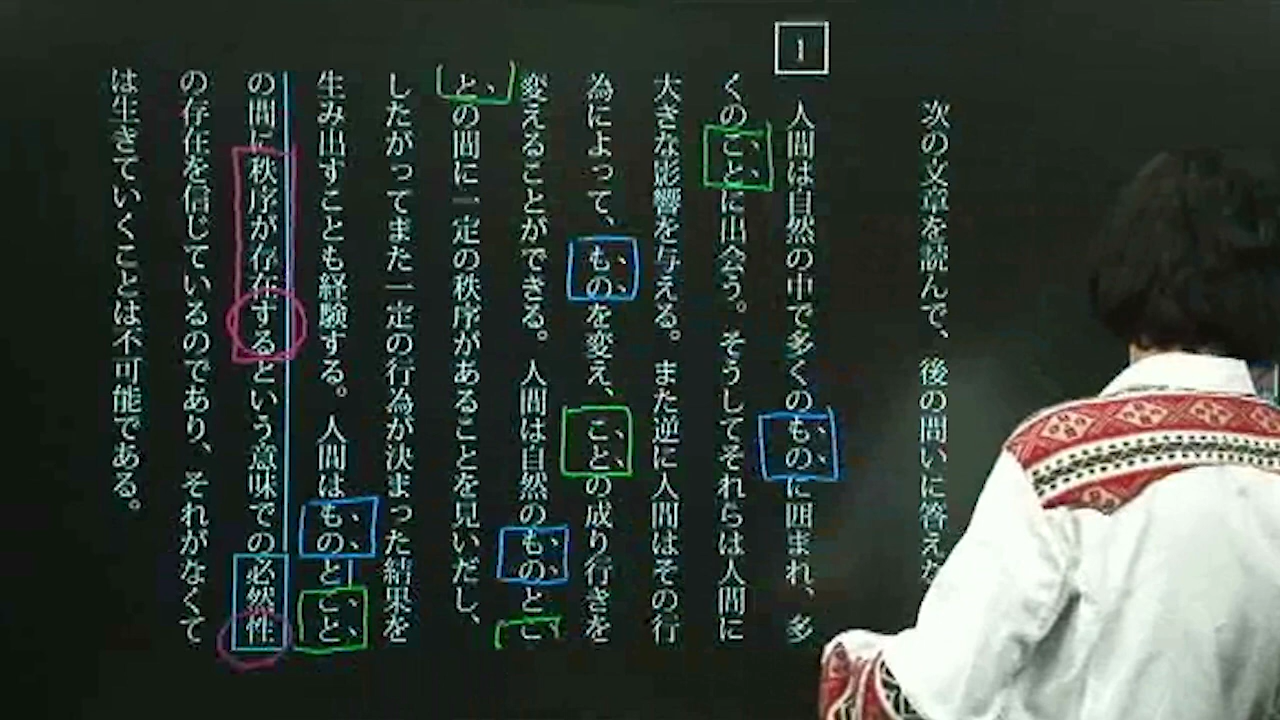 次の文章を読んで、後の問いに答えな
1
人間は自然の中で多くのものに囲まれ、多
くのことに出会う。そうしてそれらは人間に
大きな影響を与える。また逆に人間はその行
為によって、ものを変え、ことの成り行きを
変えることができる。人間は自然のものとこ
との間に一定の秩序があることを見いだし、
したがってまた一定の行為が決まった結果を
生み出すことも経験する。人間はものとこと
の間に秩序が存在するという意味での必然性
の存在を信じているのであり、それがなくて
は生きていくことは不可能である。